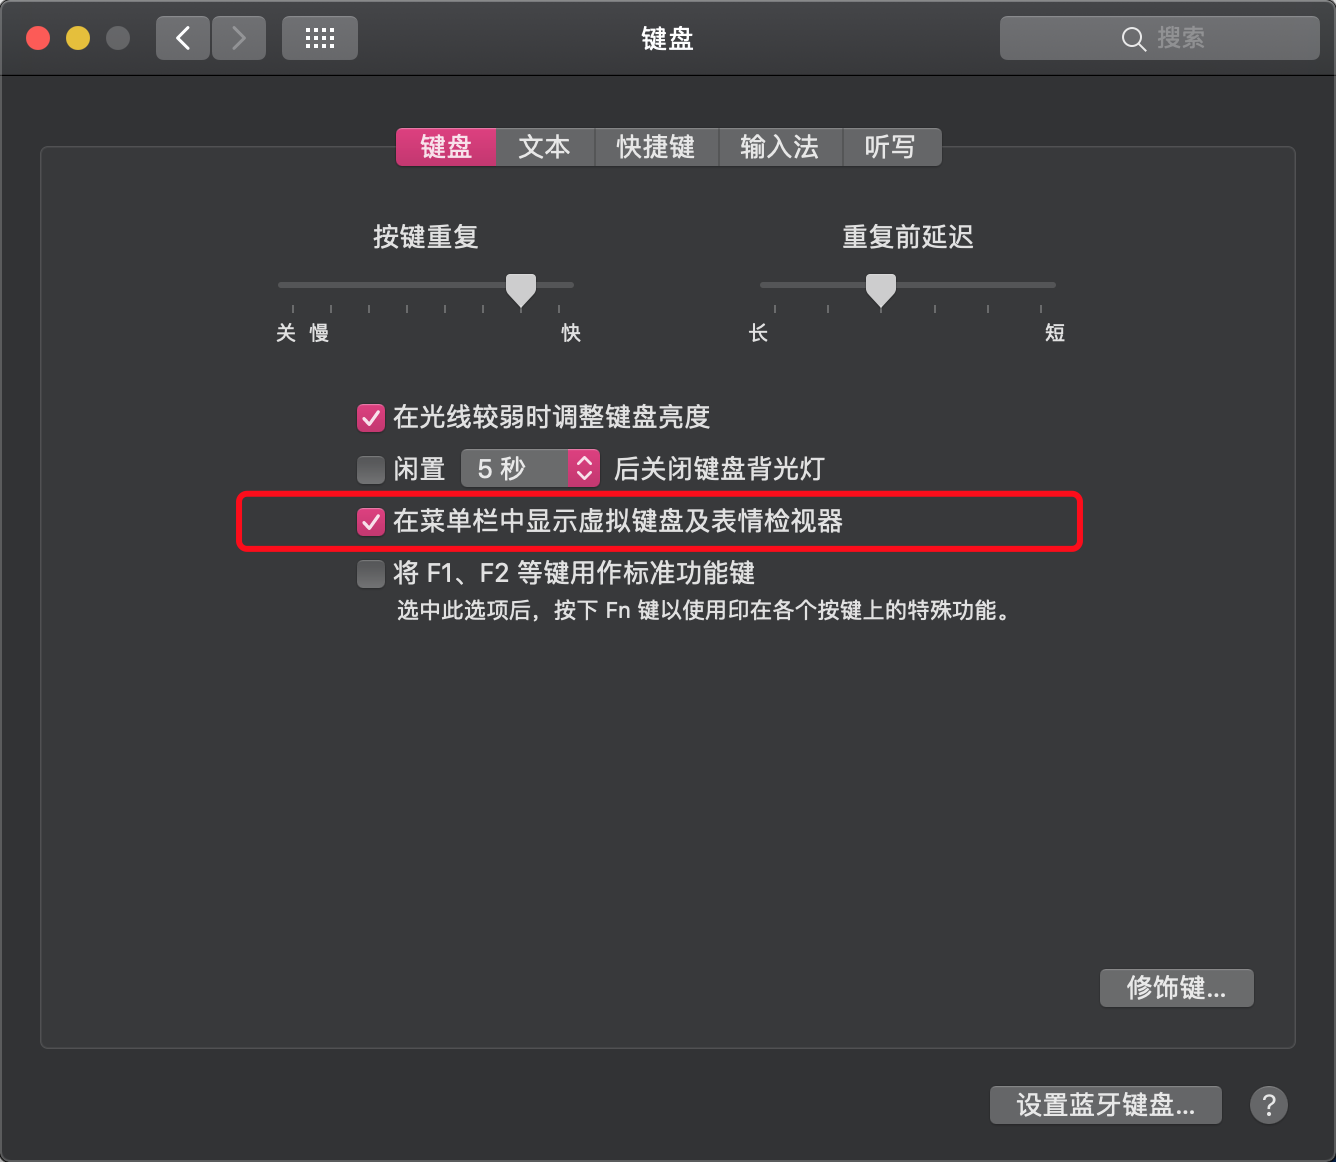 键盘
搜索
键盘 文本 快捷键 输入法 听写
按键重复 重复前延迟
关 慢 快 长 短
在光线较弱时调整键盘亮度
闲置 5 秒 后关闭键盘背光灯
在菜单栏中显示虚拟键盘及表情检视器
将 F1、F2 等键用作标准功能键
选中此选项后，按下 Fn 键以使用印在各个按键上的特殊功能。
修饰键...
设置蓝牙键盘... ?